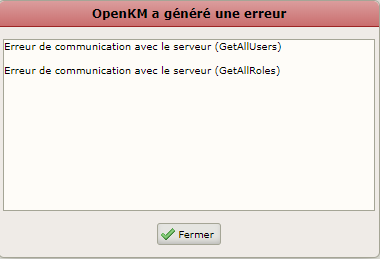 OpenKM a généré une erreur
Erreur de communication avec le serveur (GetAllUsers)
Erreur de communication avec le serveur (GetAllRoles)
Fermer